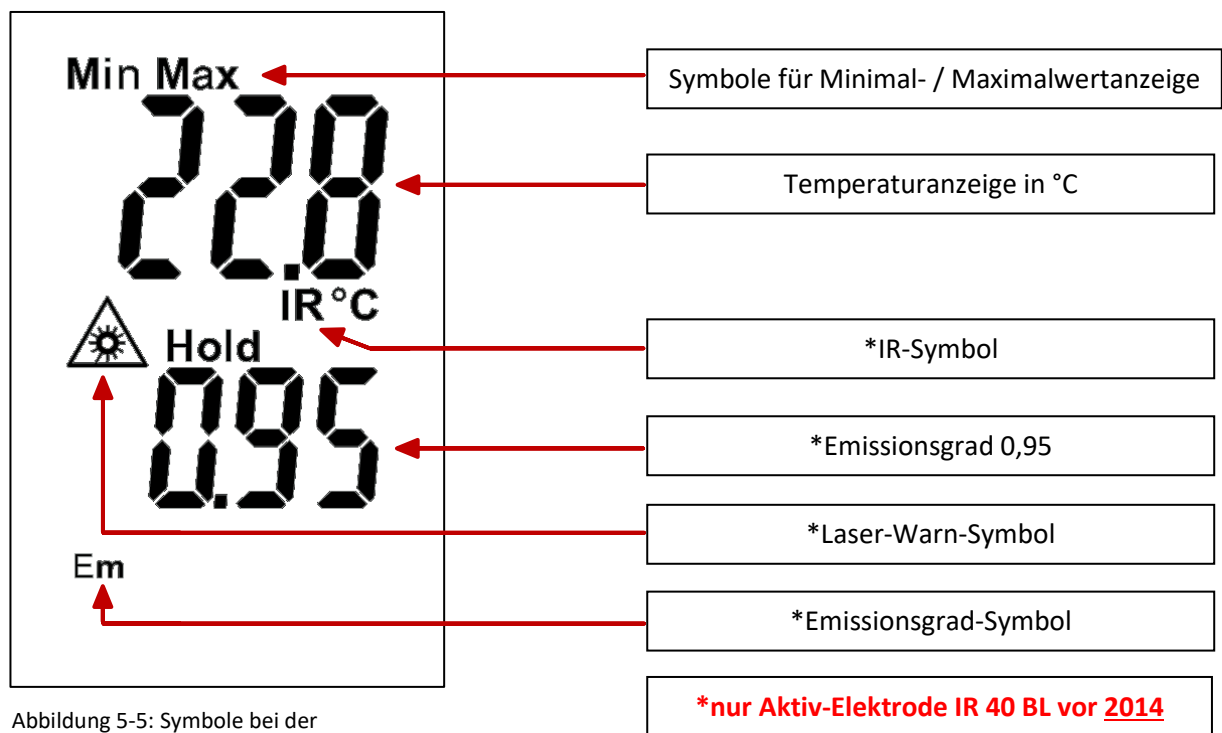 Min Max
Symbole für Minimal- / Maximalwertanzeige
22.8
Temperaturanzeige in °C
IR °C
*IR-Symbol
Hold
0.95
*Emissionsgrad 0,95
*Laser-Warn-Symbol
Em
*Emissionsgrad-Symbol
*nur Aktiv-Elektrode IR 40 BL vor 2014
Abbildung 5-5: Symbole bei der